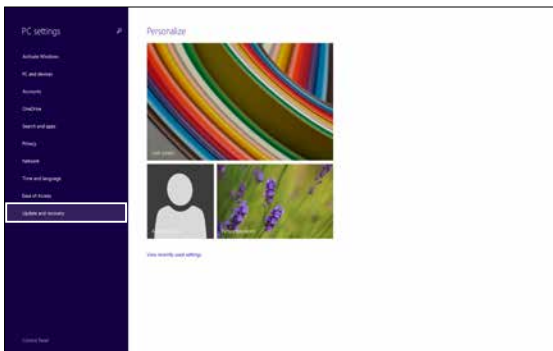 PC settings
Personalize
Activate Windows
PC and devices
Accounts
OneDrive
Search and apps
Privacy
Network
Time and language
Ease of Access
Update and recovery
Lock screen
View recently used settings
Control Panel